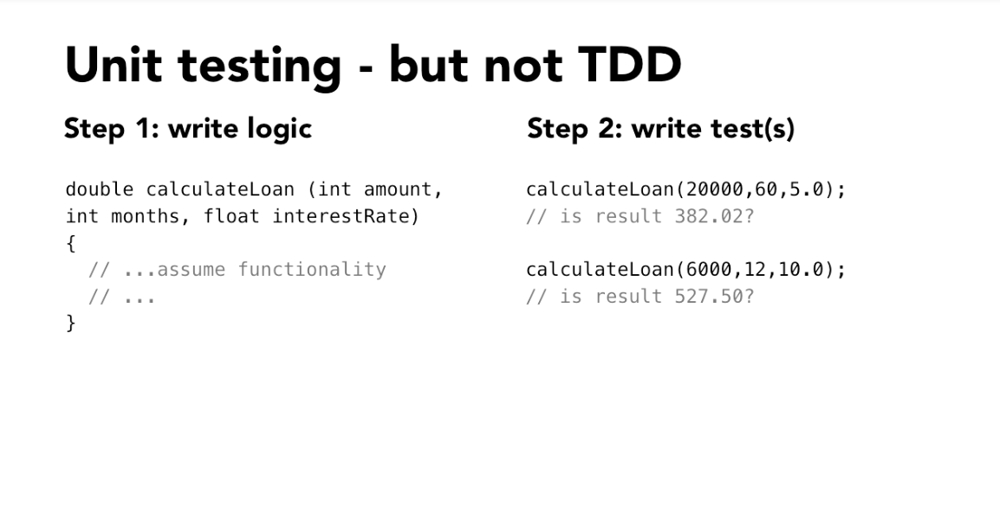 Unit testing - but not TDD
Step 1: write logic
double calculateLoan (int amount,
int months, float interestRate)
{
  // ...assume functionality
  // ...
}
Step 2: write test(s)
calculateLoan(20000,60,5.0);
// is result 382.02?
calculateLoan(6000,12,10.0);
// is result 527.50?